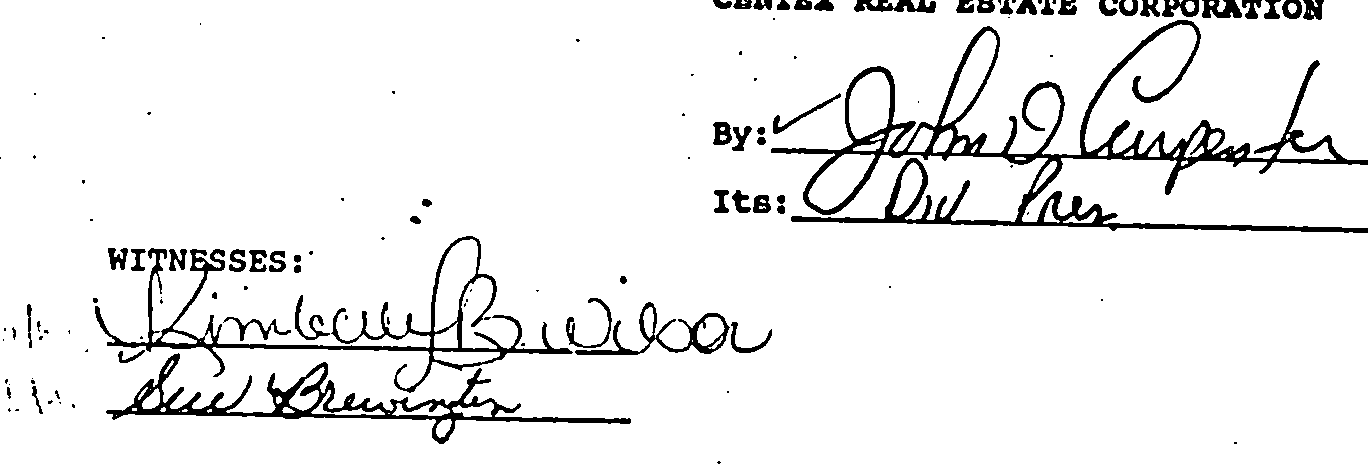 CENTEX REAL ESTATE CORPORATION
By: John D Carpenter
Its: Div Pres
WITNESSES:
Kimberly B. Wilson
Sue Brewington